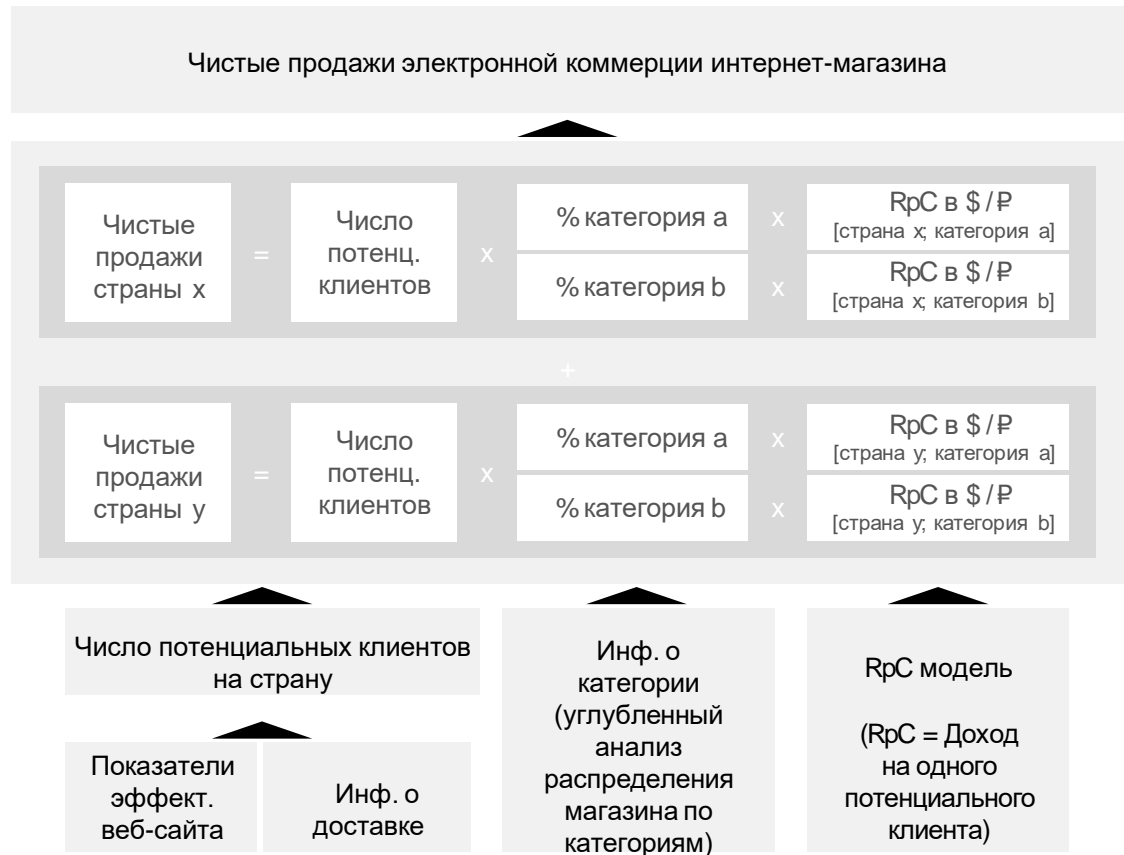 Чистые продажи электронной коммерции интернет-магазина
Чистые
продажи
страны x
=
Число
потенц.
клиентов
x
% категория a
x
RpC в $ / ₽
[страна x; категория a]
% категория b
x
RpC в $ / ₽
[страна x; категория b]
+
Чистые
продажи
страны y
=
Число
потенц.
клиентов
x
% категория a
x
RpC в $ / ₽
[страна y; категория a]
% категория b
x
RpC в $ / ₽
[страна y; категория b]
Число потенциальных клиентов
на страну
Показатели
эффект.
веб-сайта
Инф. о
доставке
Инф. о
категории
(углубленный
анализ
распределения
магазина по
категориям)
RpC модель
(RpC = Доход
на одного
потенциального
клиента)